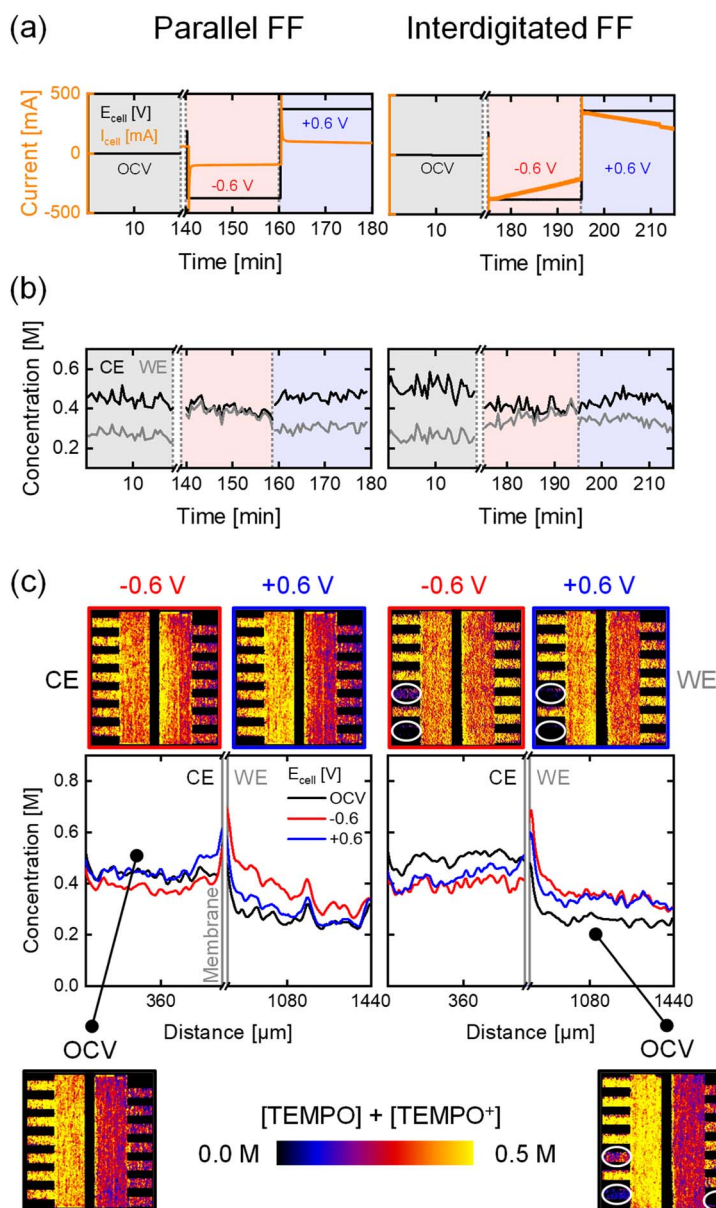 (a) Parallel FF Interdigitated FF
500
0
-500
Current [mA]
E_cell [V]
I_cell [mA]
OCV
-0.6 V
+0.6 V
OCV
-0.6 V
+0.6 V
10 140 150 160 170 180
10 180 190 200 210
Time [min] Time [min]
(b)
Concentration [M]
0.6
0.4
0.2
CE WE
10 140 150 160 170 180
10 180 190 200 210
Time [min] Time [min]
(c)
-0.6 V +0.6 V -0.6 V +0.6 V
CE WE
Concentration [M]
0.8
0.6
0.4
0.2
0.0
CE WE
E_cell [V]
OCV
-0.6
+0.6
Membrane
CE WE
360 1080 1440
360 1080 1440
Distance [µm] Distance [µm]
OCV OCV
[TEMPO] + [TEMPO⁺]
0.0 M 0.5 M